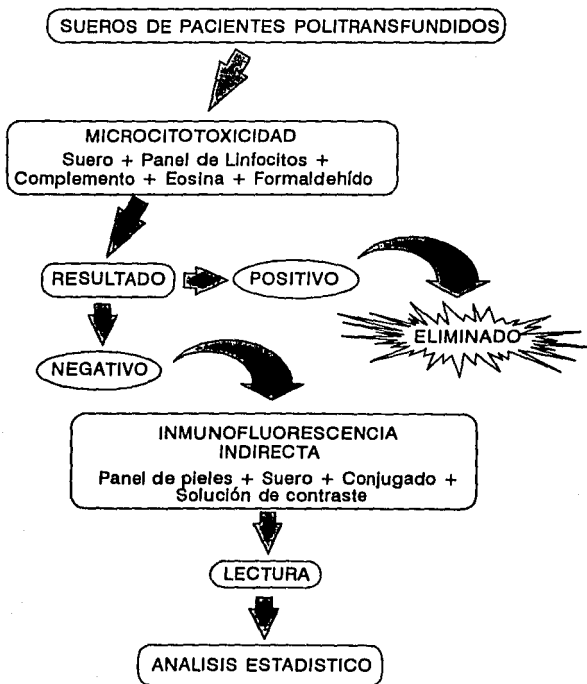 SUEROS DE PACIENTES POLITRANSFUNDIDOS
MICROCITOTOXICIDAD
Suero + Panel de Linfocitos +
Complemento + Eosina + Formaldehído
RESULTADO
POSITIVO
ELIMINADO
NEGATIVO
INMUNOFLUORESCENCIA
INDIRECTA
Panel de pieles + Suero + Conjugado +
Solución de contraste
LECTURA
ANALISIS ESTADISTICO